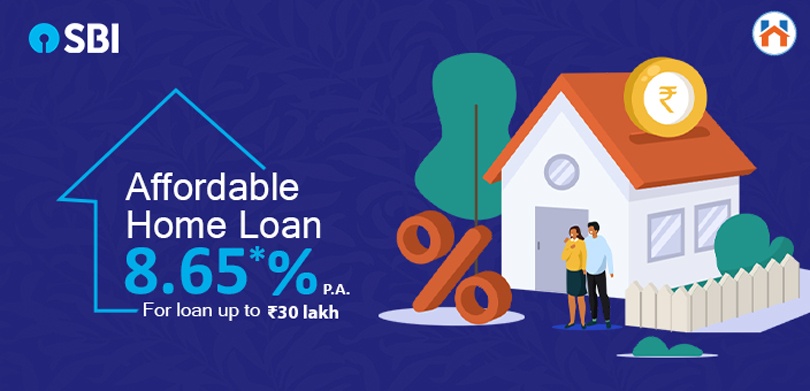 SBI
Affordable
Home Loan
8.65*% P.A.
For loan up to ₹30 lakh
₹
%